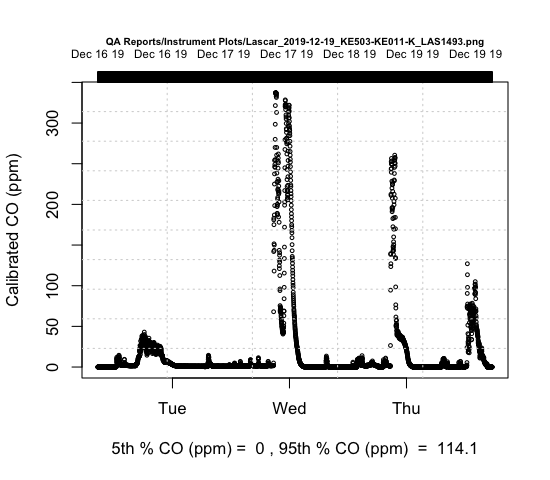 QA Reports/Instrument Plots/Lascar_2019-12-19_KE503-KE011-K_LAS1493.png
Dec 16 19 Dec 16 19 Dec 17 19 Dec 17 19 Dec 18 19 Dec 19 19 Dec 19 19
300
200
100
50
0
Calibrated CO (ppm)
Tue Wed Thu
5th % CO (ppm) = 0 , 95th % CO (ppm) = 114.1